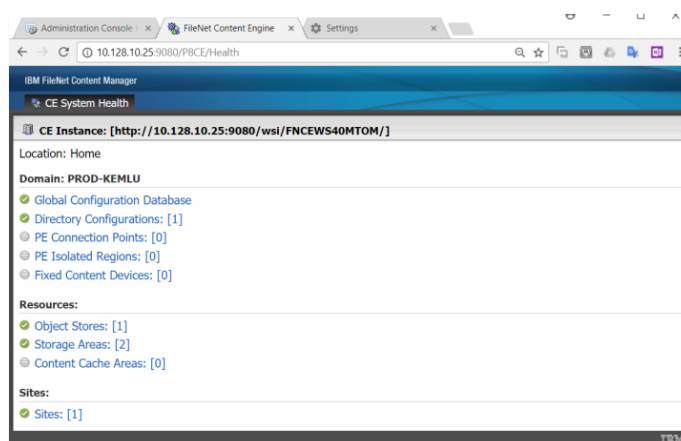 Administration Console
FileNet Content Engine
Settings
10.128.10.25:9080/P8CE/Health
IBM FileNet Content Manager
CE System Health
CE Instance: [http://10.128.10.25:9080/wsi/FNCEWS40MTOM/]
Location: Home
Domain: PROD-KEMLU
Global Configuration Database
Directory Configurations: [1]
PE Connection Points: [0]
PE Isolated Regions: [0]
Fixed Content Devices: [0]
Resources:
Object Stores: [1]
Storage Areas: [2]
Content Cache Areas: [0]
Sites:
Sites: [1]